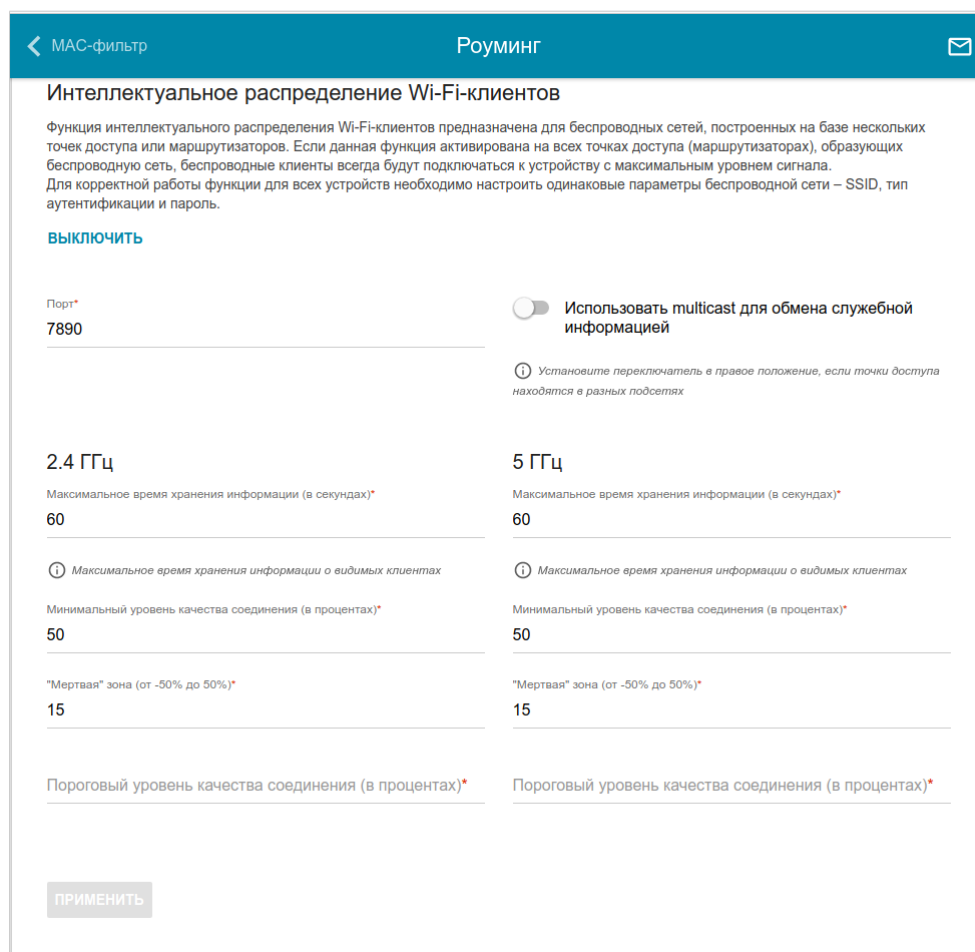 МАС-фильтр
Роуминг
Интеллектуальное распределение Wi-Fi-клиентов
Функция интеллектуального распределения Wi-Fi-клиентов предназначена для беспроводных сетей, построенных на базе нескольких
точек доступа или маршрутизаторов. Если данная функция активирована на всех точках доступа (маршрутизаторах), образующих
беспроводную сеть, беспроводные клиенты всегда будут подключаться к устройству с максимальным уровнем сигнала.
Для корректной работы функции для всех устройств необходимо настроить одинаковые параметры беспроводной сети – SSID, тип
аутентификации и пароль.
ВЫКЛЮЧИТЬ
Порт*
7890
Использовать multicast для обмена служебной
информацией
Установите переключатель в правое положение, если точки доступа
находятся в разных подсетях
2.4 ГГц
Максимальное время хранения информации (в секундах)*
60
Максимальное время хранения информации о видимых клиентах
Минимальный уровень качества соединения (в процентах)*
50
"Мертвая" зона (от -50% до 50%)*
15
Пороговый уровень качества соединения (в процентах)*
5 ГГц
Максимальное время хранения информации (в секундах)*
60
Максимальное время хранения информации о видимых клиентах
Минимальный уровень качества соединения (в процентах)*
50
"Мертвая" зона (от -50% до 50%)*
15
Пороговый уровень качества соединения (в процентах)*
ПРИМЕНИТЬ